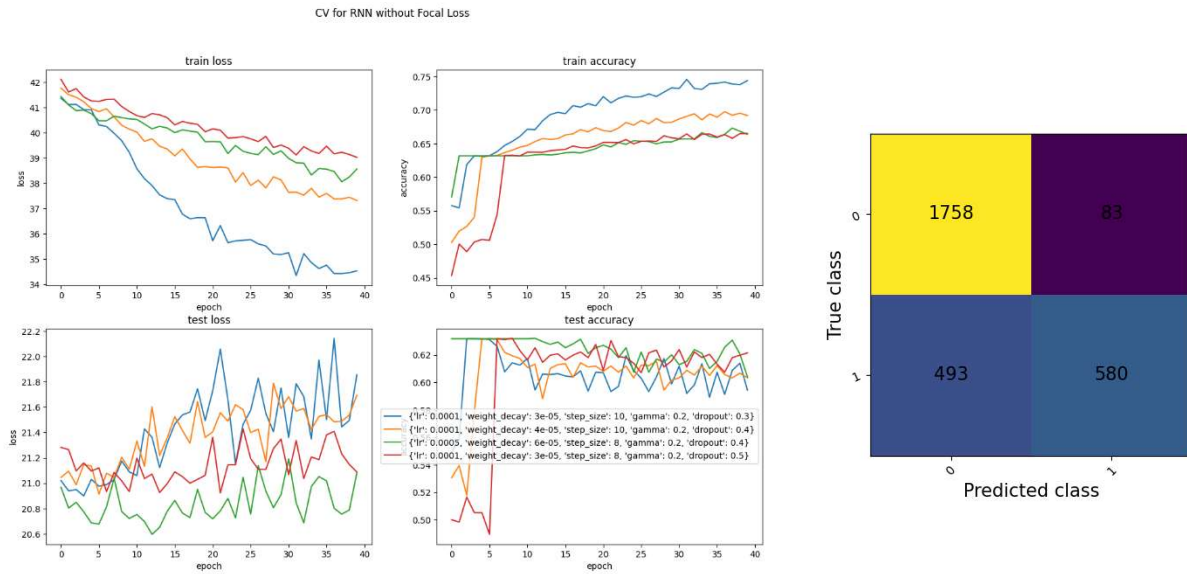 CV for RNN without Focal Loss
train loss
42
41
40
39
38
37
36
35
34
loss
0 5 10 15 20 25 30 35 40
epoch
train accuracy
0.75
0.70
0.65
0.60
0.55
0.50
0.45
accuracy
0 5 10 15 20 25 30 35 40
epoch
test loss
22.2
22.0
21.8
21.6
21.4
21.2
21.0
20.8
20.6
loss
0 5 10 15 20 25 30 35 40
epoch
test accuracy
0.62
0.60
0.54
0.52
0.50
{'lr': 0.0001, 'weight_decay': 3e-05, 'step_size': 10, 'gamma': 0.2, 'dropout': 0.3}
{'lr': 0.0001, 'weight_decay': 4e-05, 'step_size': 10, 'gamma': 0.2, 'dropout': 0.4}
{'lr': 0.0005, 'weight_decay': 6e-05, 'step_size': 8, 'gamma': 0.2, 'dropout': 0.4}
{'lr': 0.0001, 'weight_decay': 3e-05, 'step_size': 8, 'gamma': 0.2, 'dropout': 0.5}
0 5 10 15 20 25 30 35 40
epoch
True class
0
1
1758 83
493 580
0 1
Predicted class